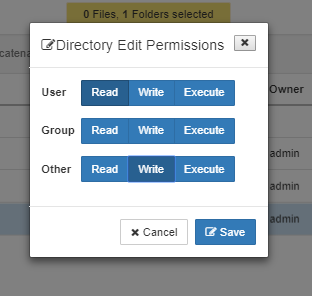 0 Files, 1 Folders selected
Directory Edit Permissions
catena
Owner
User Read Write Execute
Group Read Write Execute
admin
Other Read Write Execute
admin
admin
Cancel Save